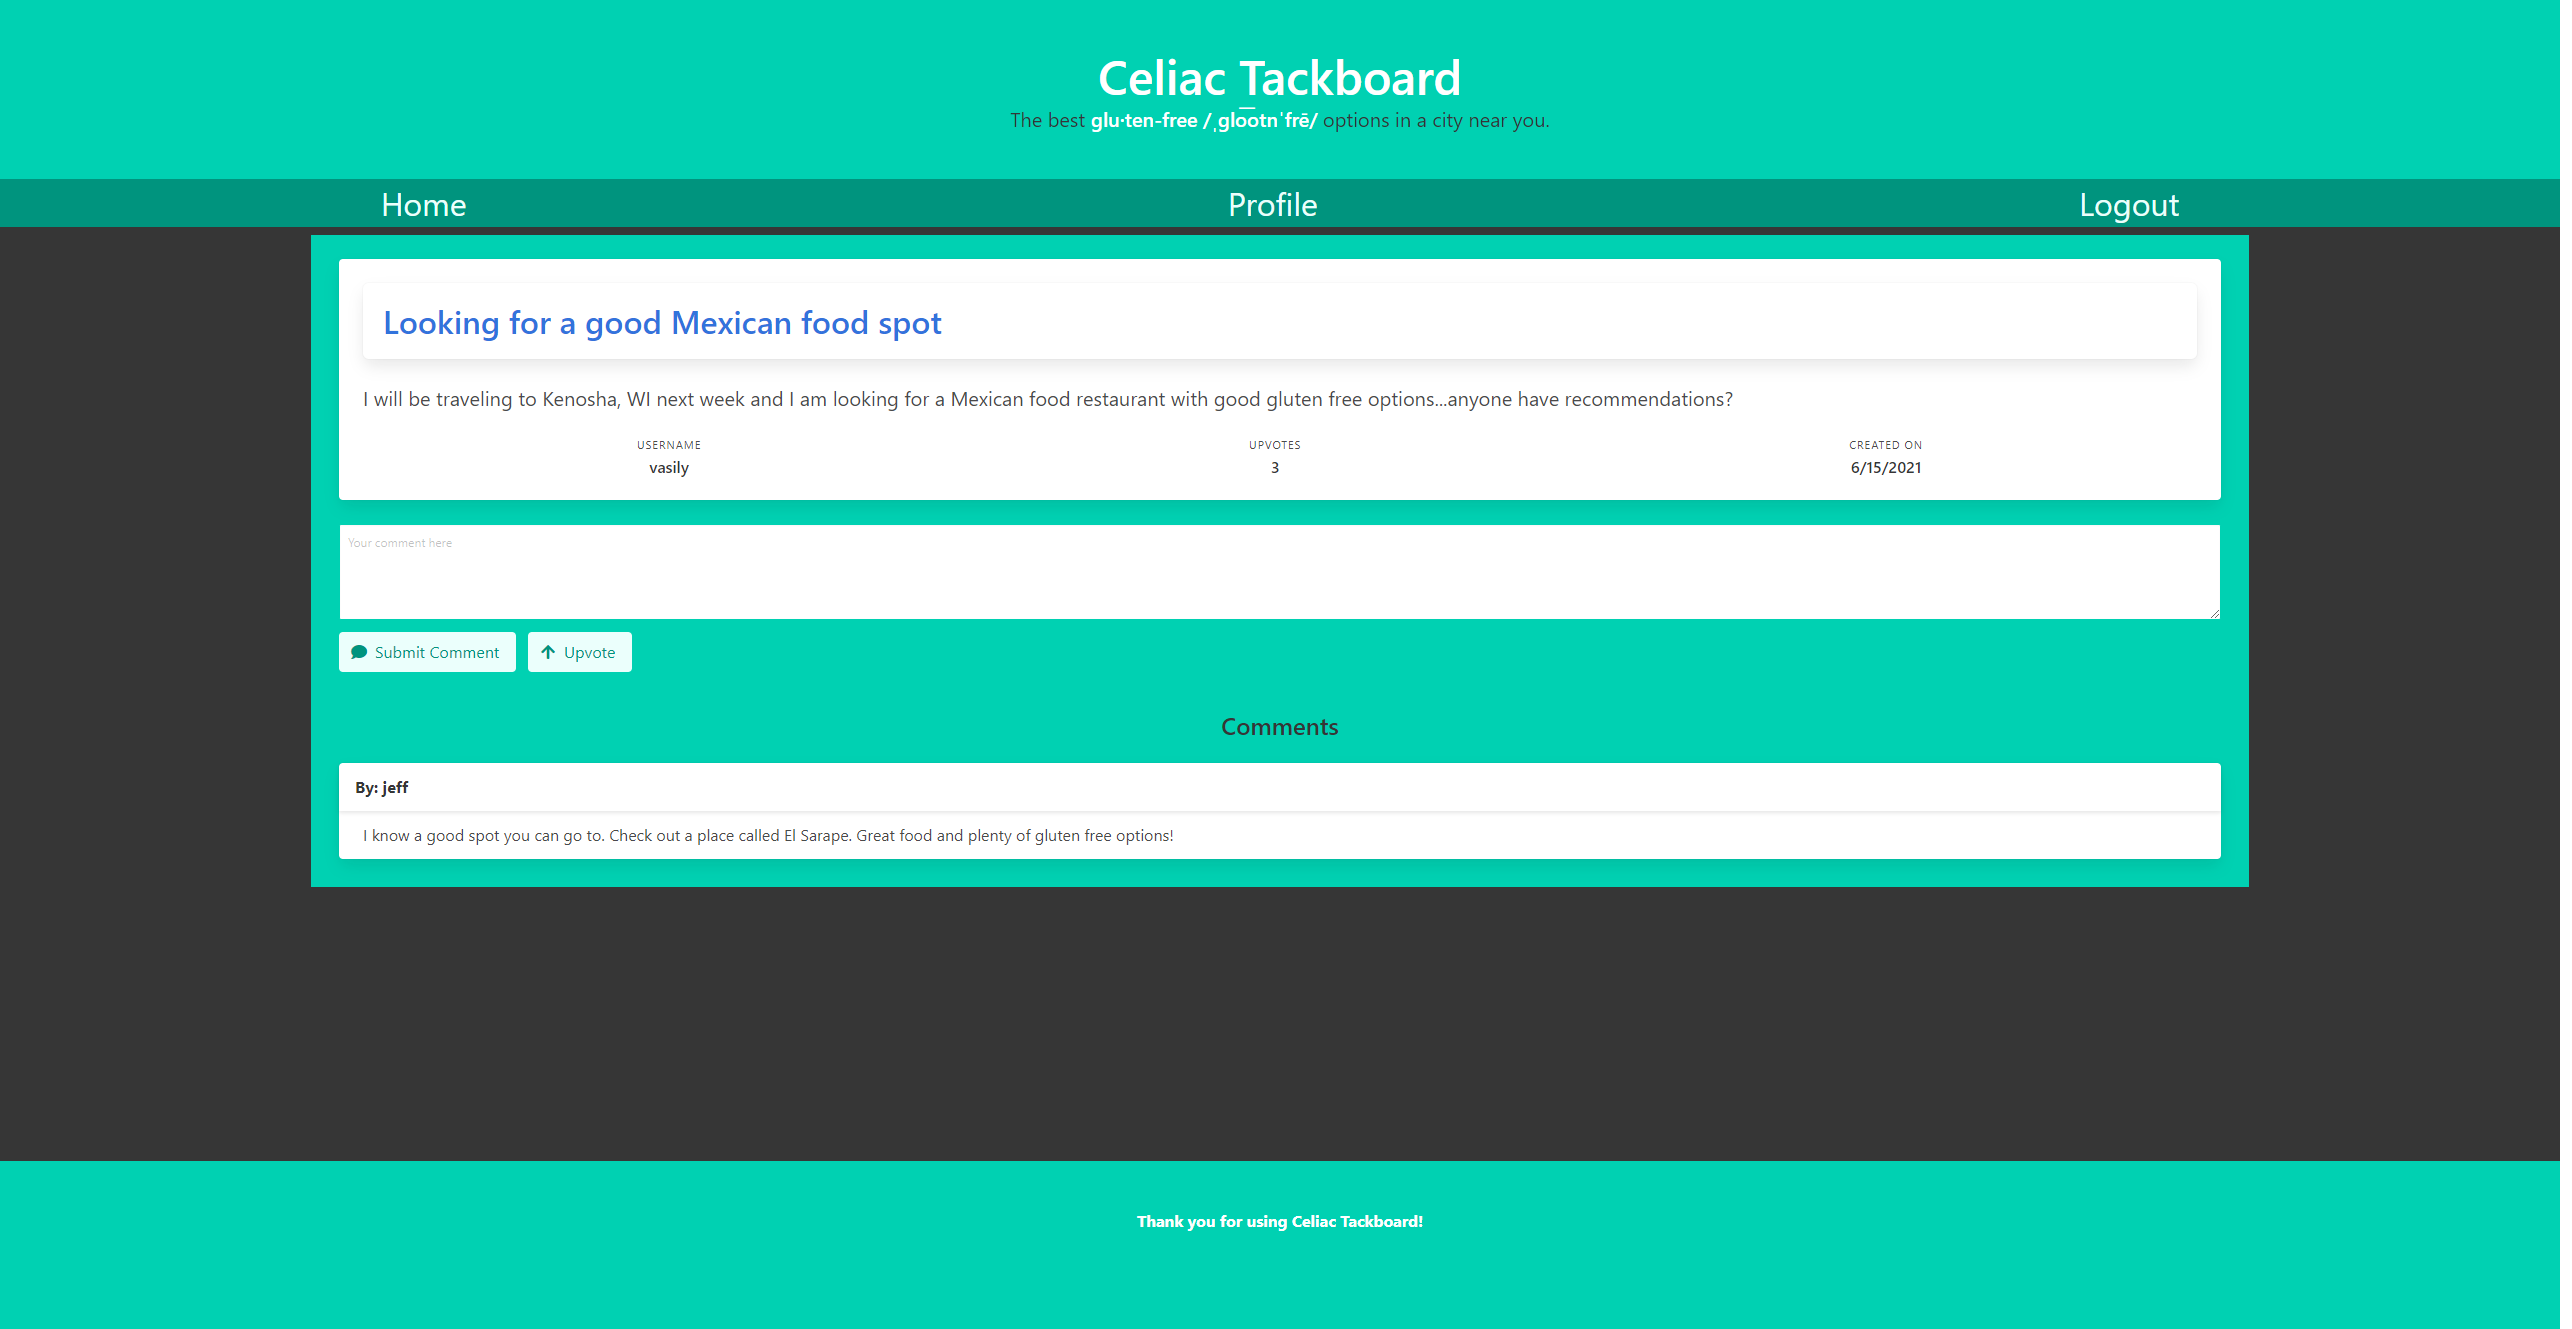 Celiac Tackboard
The best glu·ten-free /ˌglo͞otnˈfrē/ options in a city near you.
Home Profile Logout
Looking for a good Mexican food spot
I will be traveling to Kenosha, WI next week and I am looking for a Mexican food restaurant with good gluten free options...anyone have recommendations?
USERNAME UPVOTES CREATED ON
vasily 3 6/15/2021
Your comment here
Submit Comment Upvote
Comments
By: jeff
I know a good spot you can go to. Check out a place called El Sarape. Great food and plenty of gluten free options!
Thank you for using Celiac Tackboard!